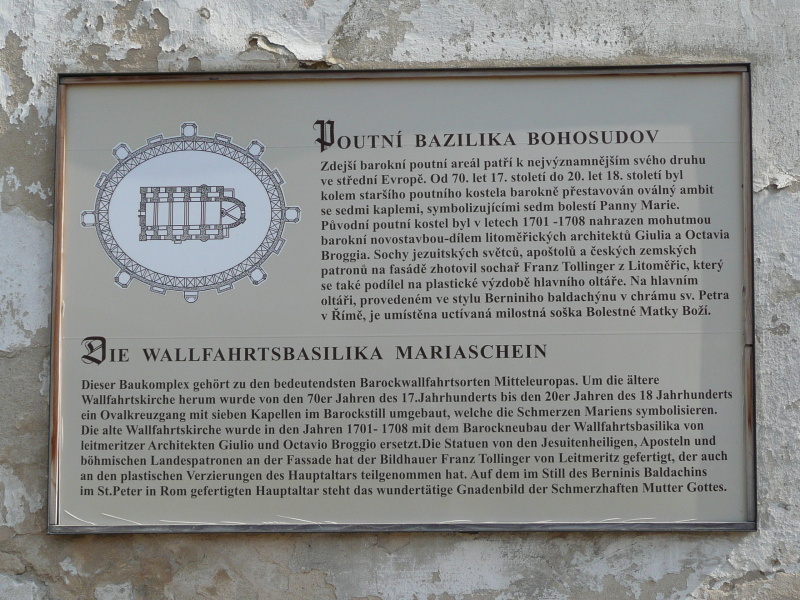 POUTNÍ BAZILIKA BOHOSUDOV
Zdejší barokní poutní areál patří k nejvýznamnějším svého druhu
ve střední Evropě. Od 70. let 17. století do 20. let 18. století byl
kolem staršího poutního kostela barokně přestavován oválný ambit
se sedmi kaplemi, symbolizujícími sedm bolestí Panny Marie.
Původní poutní kostel byl v letech 1701 -1708 nahrazen mohutmou
barokní novostavbou-dílem litoměřických architektů Giulia a Octavia
Broggia. Sochy jezuitských světců, apoštolů a českých zemských
patronů na fasádě zhotovil sochař Franz Tollinger z Litoměřic, který
se také podílel na plastické výzdobě hlavního oltáře. Na hlavním
oltáři, provedeném ve stylu Berniniho baldachýnu v chrámu sv. Petra
v Římě, je umístěna uctívaná milostná soška Bolestné Matky Boží.
DIE WALLFAHRTSBASILIKA MARIASCHEIN
Dieser Baukomplex gehört zu den bedeutendsten Barockwallfahrtsorten Mitteleuropas. Um die ältere
Wallfahrtskirche herum wurde von den 70er Jahren des 17.Jahrhunderts bis den 20er Jahren des 18 Jahrhunderts
ein Ovalkreuzgang mit sieben Kapellen im Barockstill umgebaut, welche die Schmerzen Mariens symbolisieren.
Die alte Wallfahrtskirche wurde in den Jahren 1701- 1708 mit dem Barockneubau der Wallfahrtsbasilika von
leitmeritzer Architekten Giulio und Octavio Broggio ersetzt.Die Statuen von den Jesuitenheiligen, Aposteln und
böhmischen Landespatronen an der Fassade hat der Bildhauer Franz Tollinger von Leitmeritz gefertigt, der auch
an den plastischen Verzierungen des Hauptaltars teilgenommen hat. Auf dem im Still des Berninis Baldachins
im St.Peter in Rom gefertigten Hauptaltar steht das wundertätige Gnadenbild der Schmerzhaften Mutter Gottes.